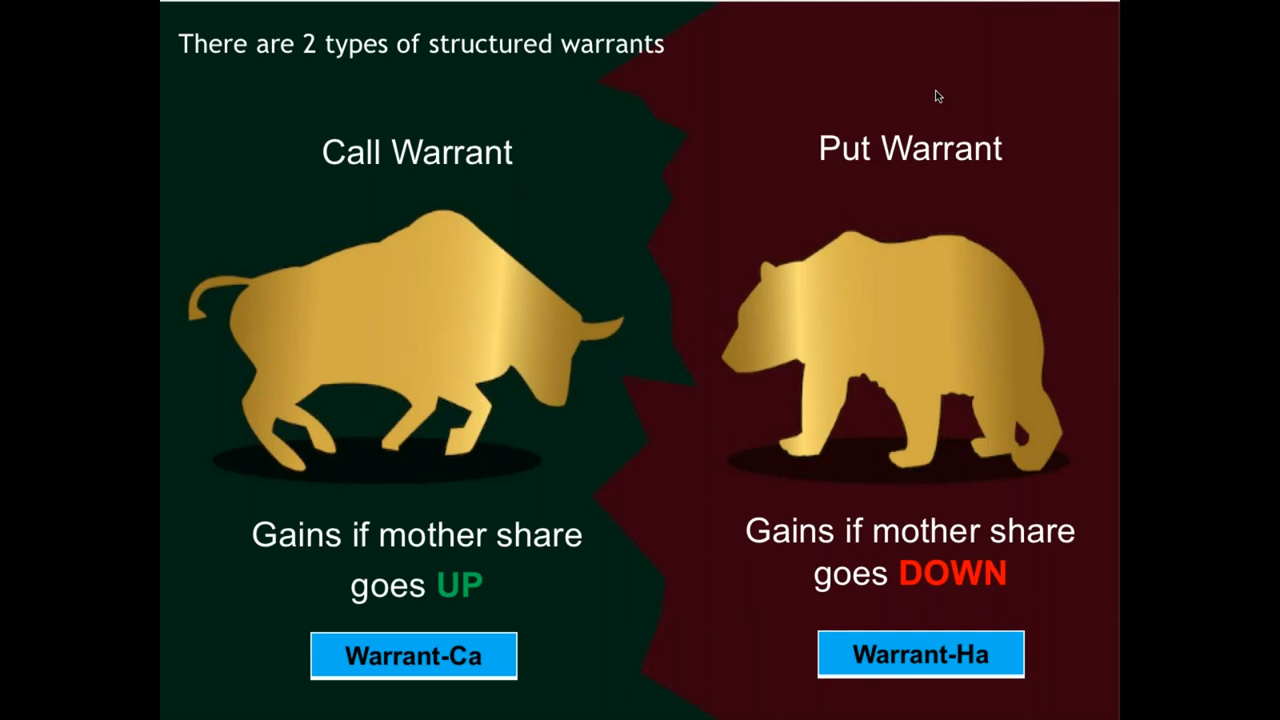 There are 2 types of structured warrants
Call Warrant
Gains if mother share
goes UP
Warrant-Ca
Put Warrant
Gains if mother share
goes DOWN
Warrant-Ha